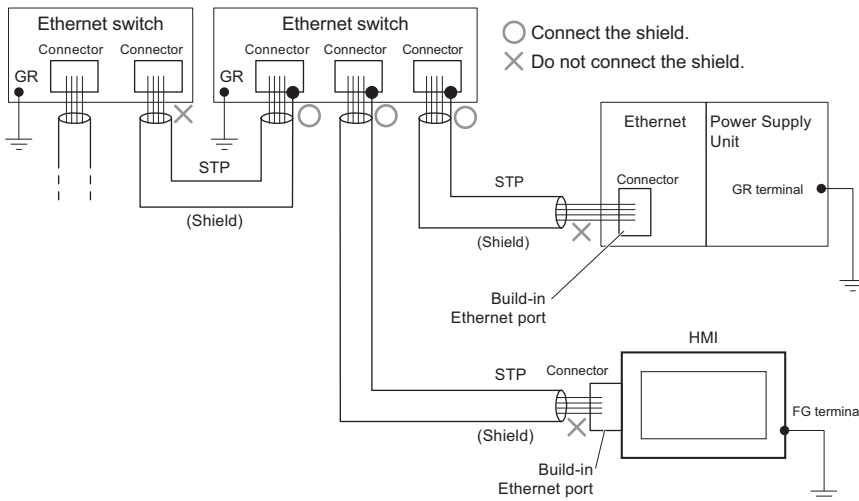 Ethernet switch
Connector Connector
GR
Ethernet switch
Connector Connector Connector
GR
Connect the shield.
Do not connect the shield.
STP
(Shield)
Ethernet
Power Supply
Unit
Connector
GR terminal
STP
(Shield)
Build-in
Ethernet port
HMI
Connector
STP
(Shield)
FG termina
Build-in
Ethernet port